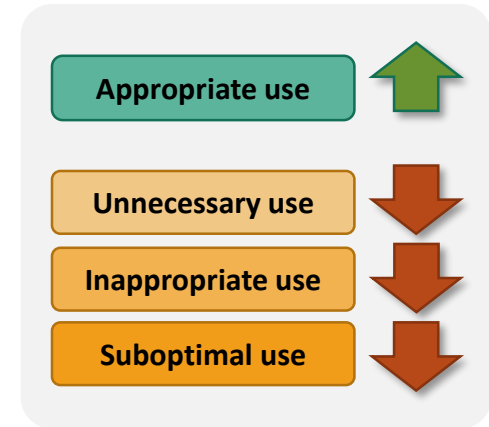 Appropriate use
Unnecessary use
Inappropriate use
Suboptimal use